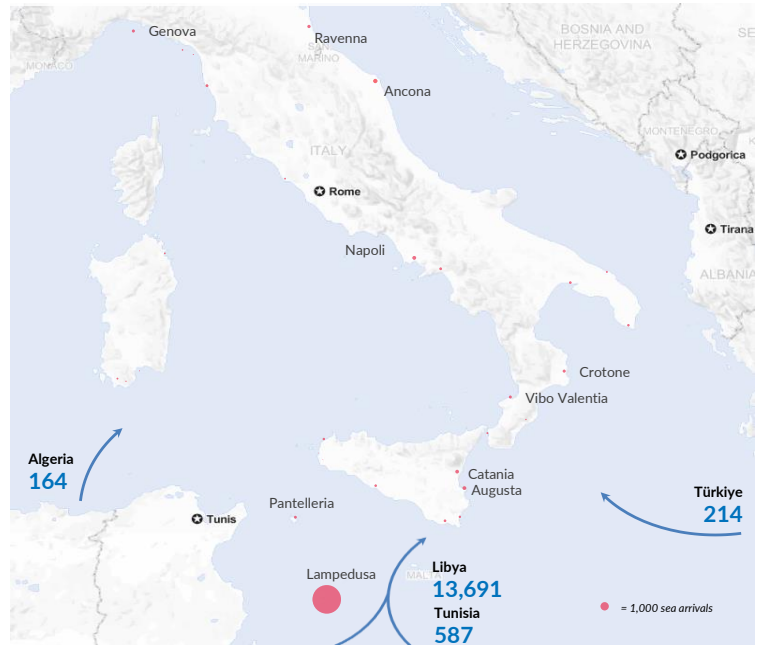 Genova
Ravenna
BOSNIA AND
HERZEGOVINA
SE
SAN
MARINO
MONACO
Ancona
MONTENEGRO
K
Podgorica
ITALY
Rome
Tirana
Napoli
ALBANIA
Crotone
Vibo Valentia
Algeria
164
Catania
Augusta
Türkiye
214
Pantelleria
Tunis
Lampedusa
Libya
13,691
MALTA
Tunisia
587
= 1,000 sea arrivals